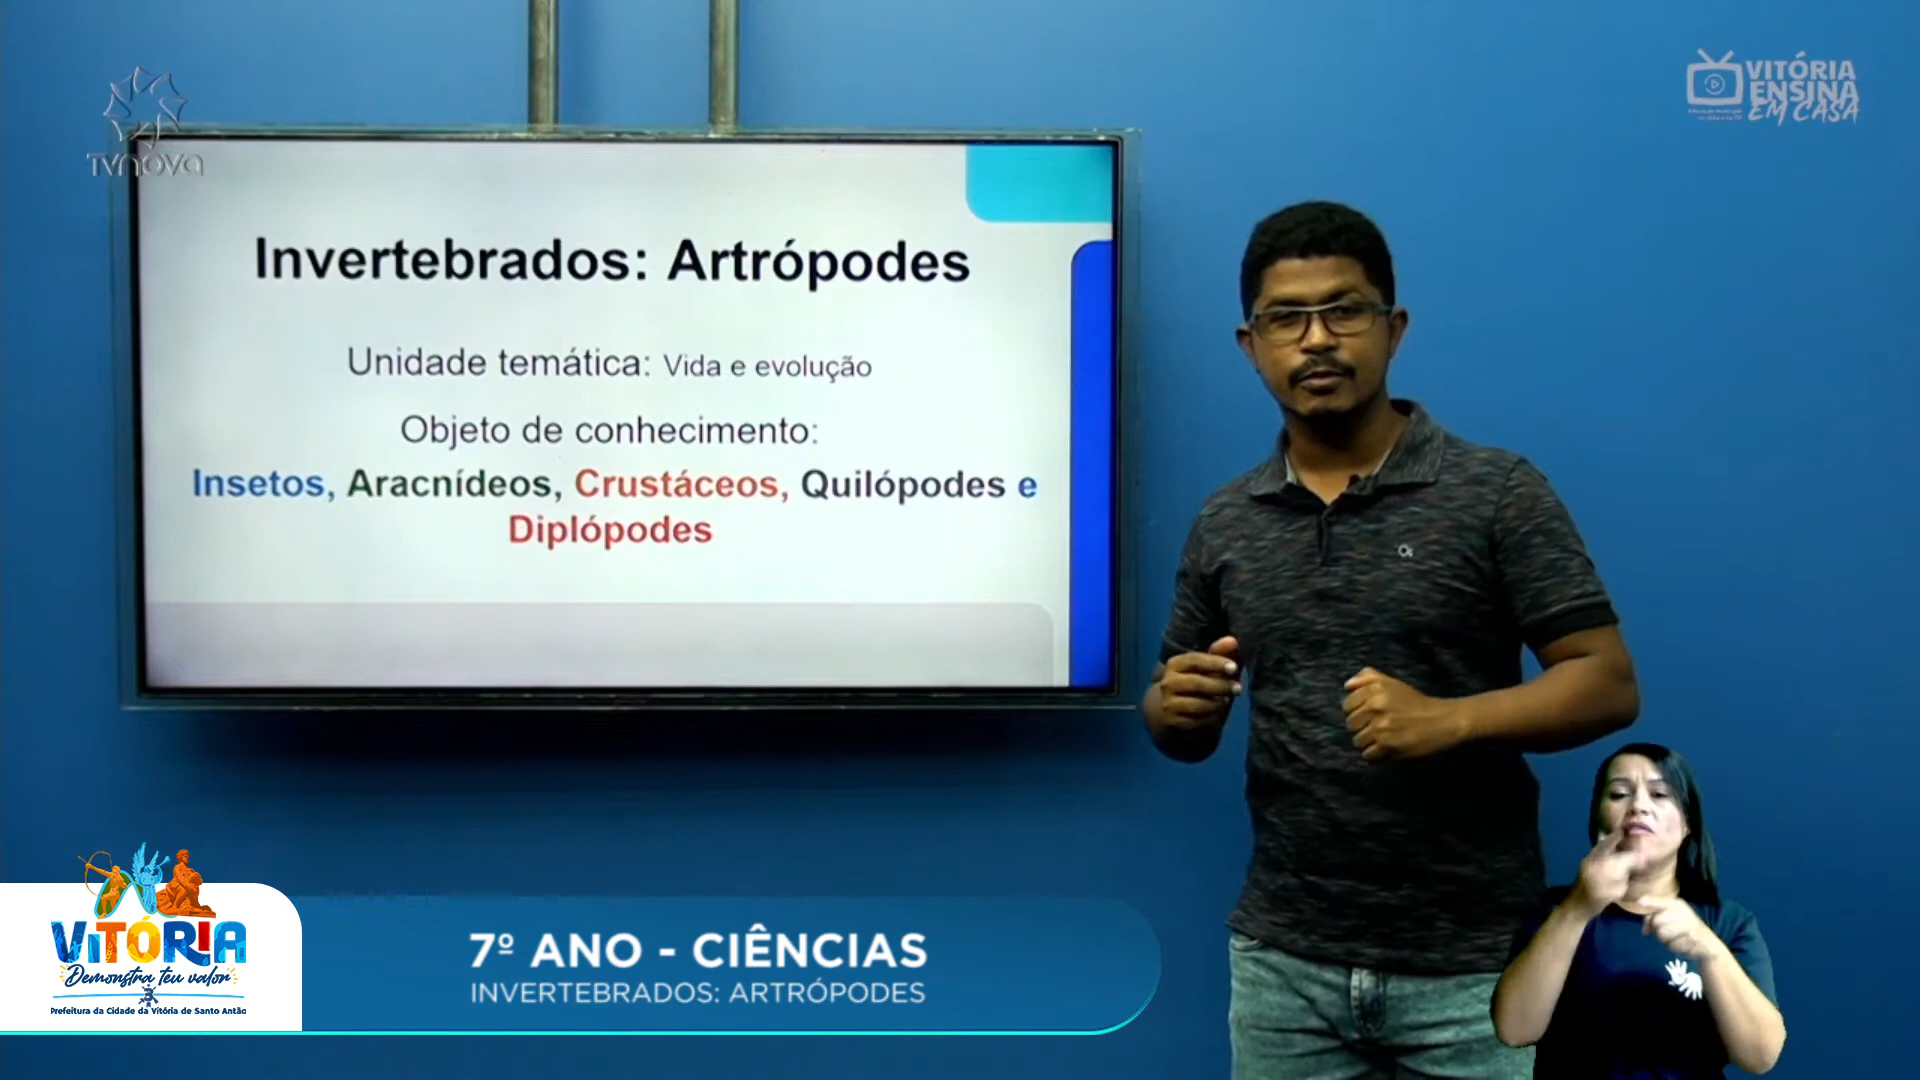 TVNOVA
VITÓRIA
ENSINA
EM CASA
Invertebrados: Artrópodes
Unidade temática: Vida e evolução
Objeto de conhecimento:
Insetos, Aracnídeos, Crustáceos, Quilópodes e
Diplópodes
VITÓRIA
Demonstra teu valor
Prefeitura da Cidade da Vitória de Santo Antão
7º ANO - CIÊNCIAS
INVERTEBRADOS: ARTRÓPODES